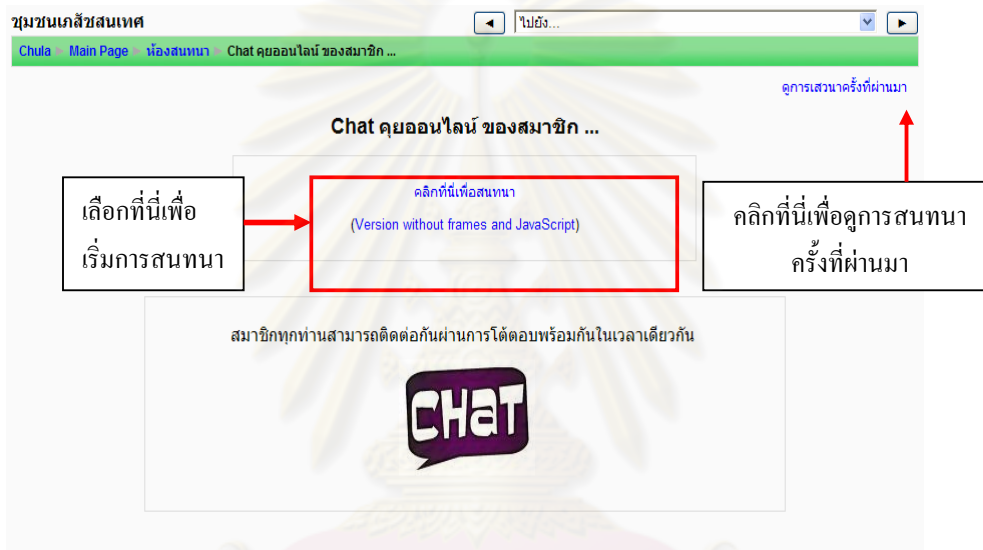 ชุมชนเภสัชสนเทศ
ไปยัง...
Chula ► Main Page ► ห้องสนทนา ► Chat คุยออนไลน์ ของสมาชิก ...
ดูการเสวนาครั้งที่ผ่านมา
Chat คุยออนไลน์ ของสมาชิก ...
คลิกที่นี่เพื่อสนทนา
(Version without frames and JavaScript)
เลือกที่นี่เพื่อ
เริ่มการสนทนา
คลิกที่นี่เพื่อดูการสนทนา
ครั้งที่ผ่านมา
สมาชิกทุกท่านสามารถติดต่อกันผ่านการโต้ตอบพร้อมกันในเวลาเดียวกัน
CHaT